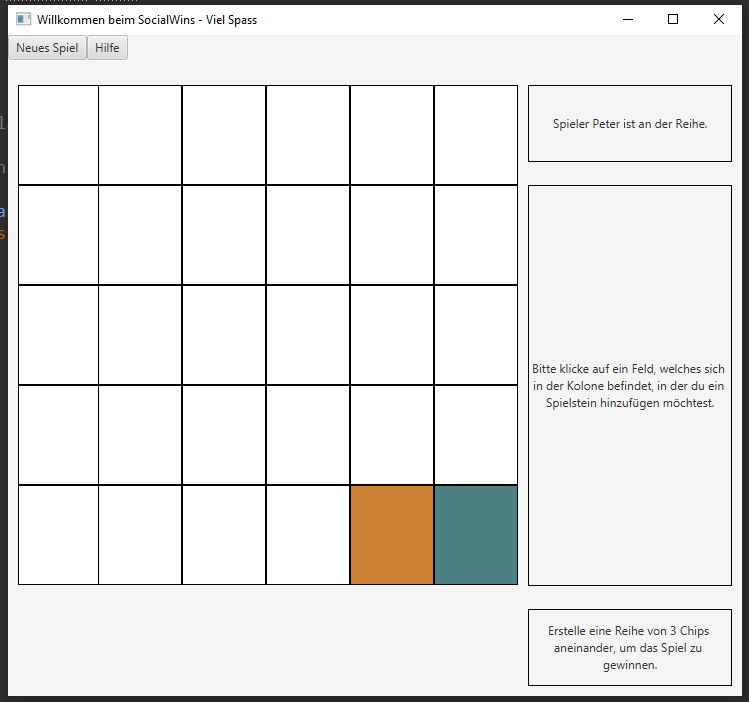 Willkommen beim SocialWins - Viel Spass
Neues Spiel Hilfe
Spieler Peter ist an der Reihe.
Bitte klicke auf ein Feld, welches sich
in der Kolone befindet, in der du ein
Spielstein hinzufügen möchtest.
Erstelle eine Reihe von 3 Chips
aneinander, um das Spiel zu
gewinnen.